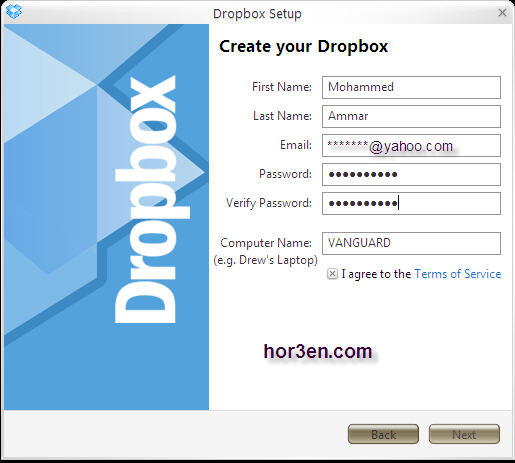 Dropbox Setup
Dropbox
Create your Dropbox
First Name: Mohammed
Last Name: Ammar
Email: *******@yahoo.com
Password: ●●●●●●●●●●
Verify Password: ●●●●●●●●●●
Computer Name: VANGUARD
(e.g. Drew's Laptop)
I agree to the Terms of Service
hor3en.com
Back Next